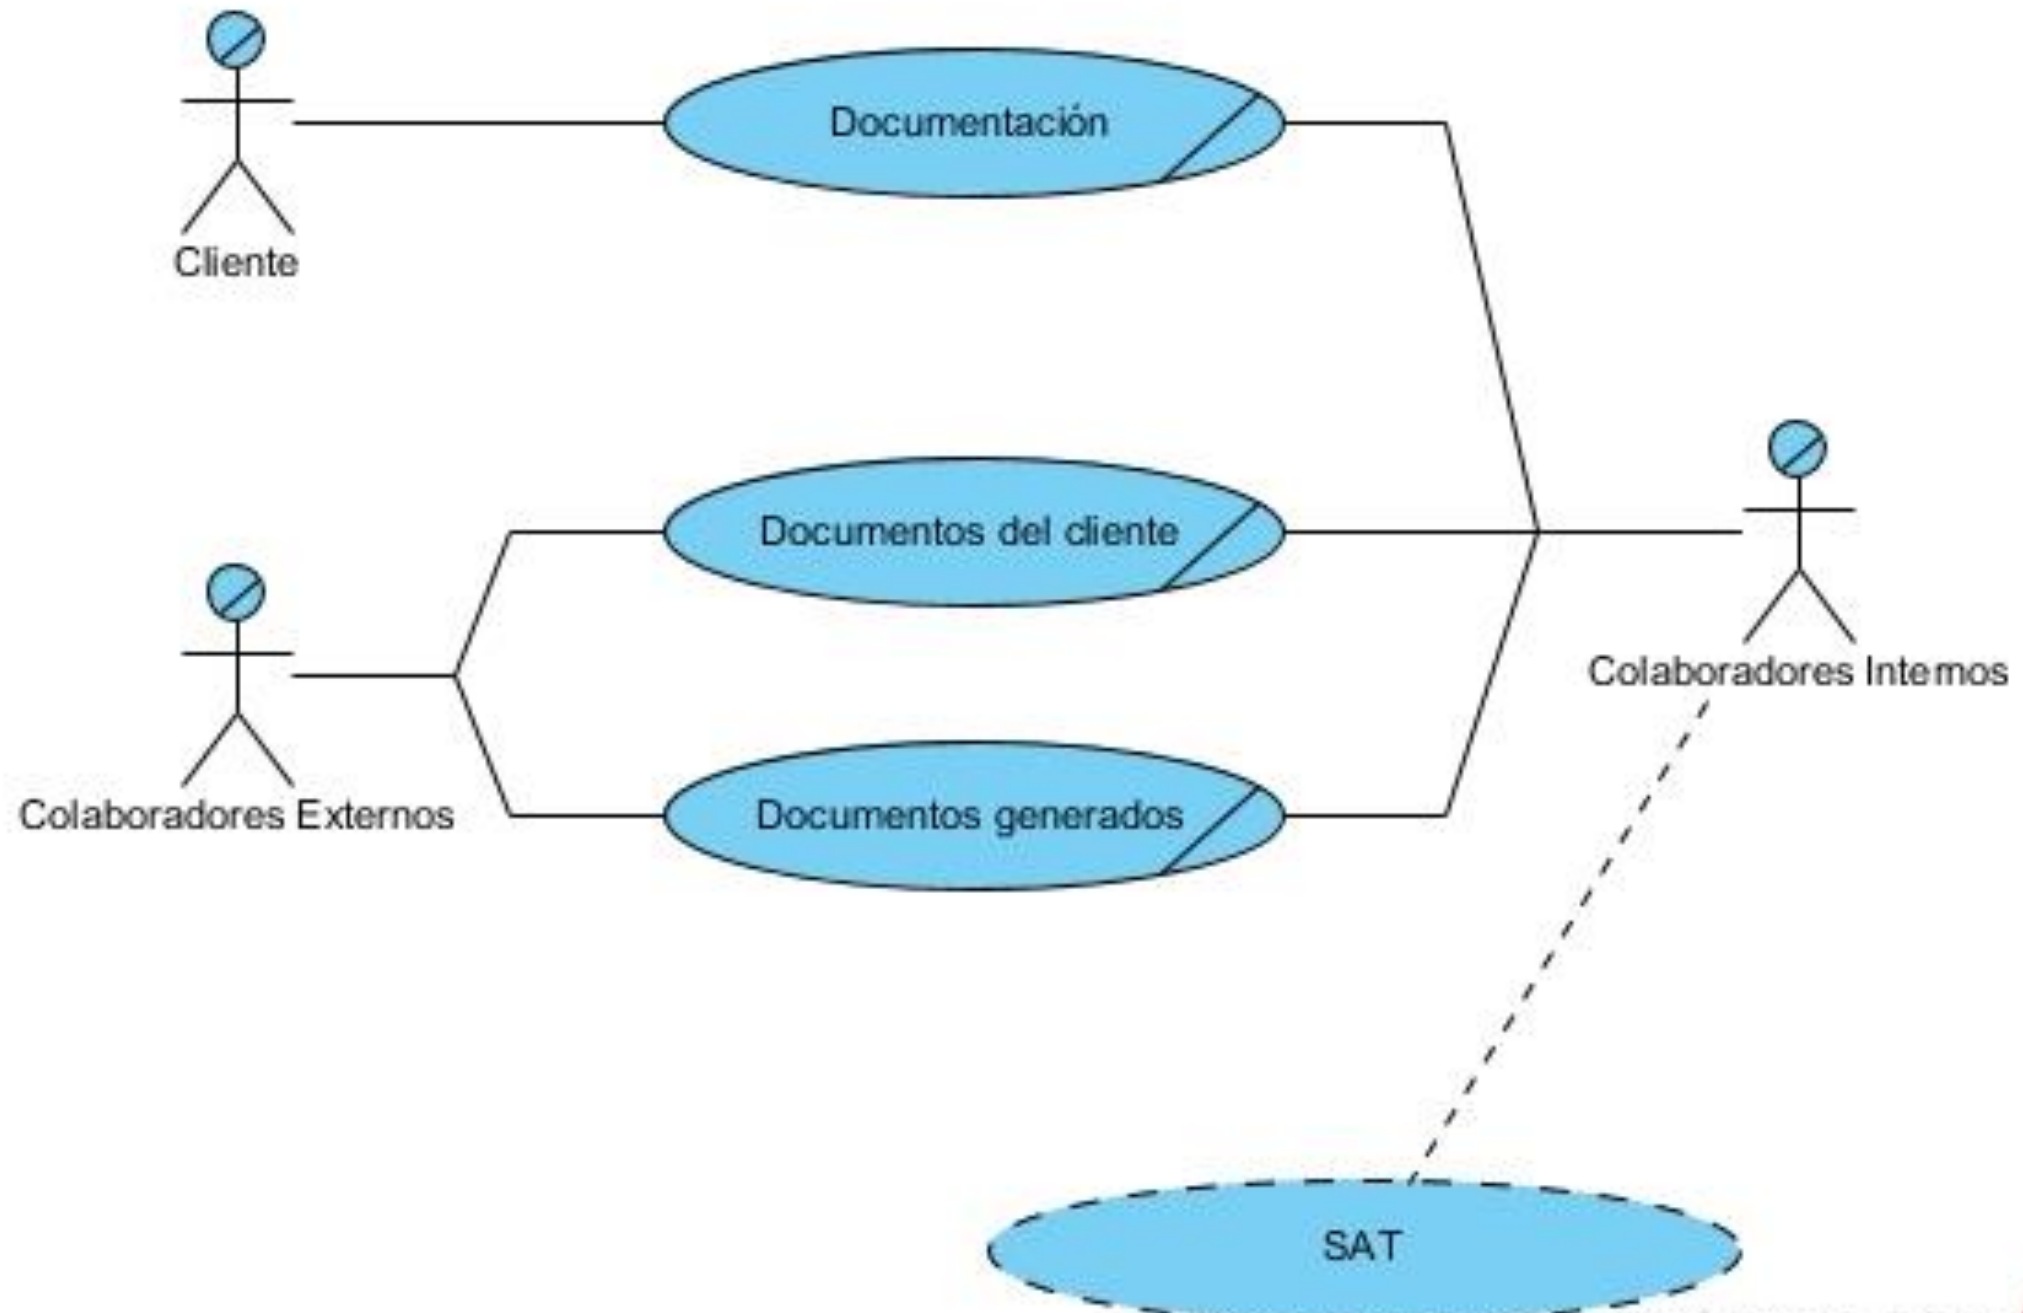 Documentación
Cliente
Documentos del cliente
Colaboradores Internos
Colaboradores Externos
Documentos generados
SAT